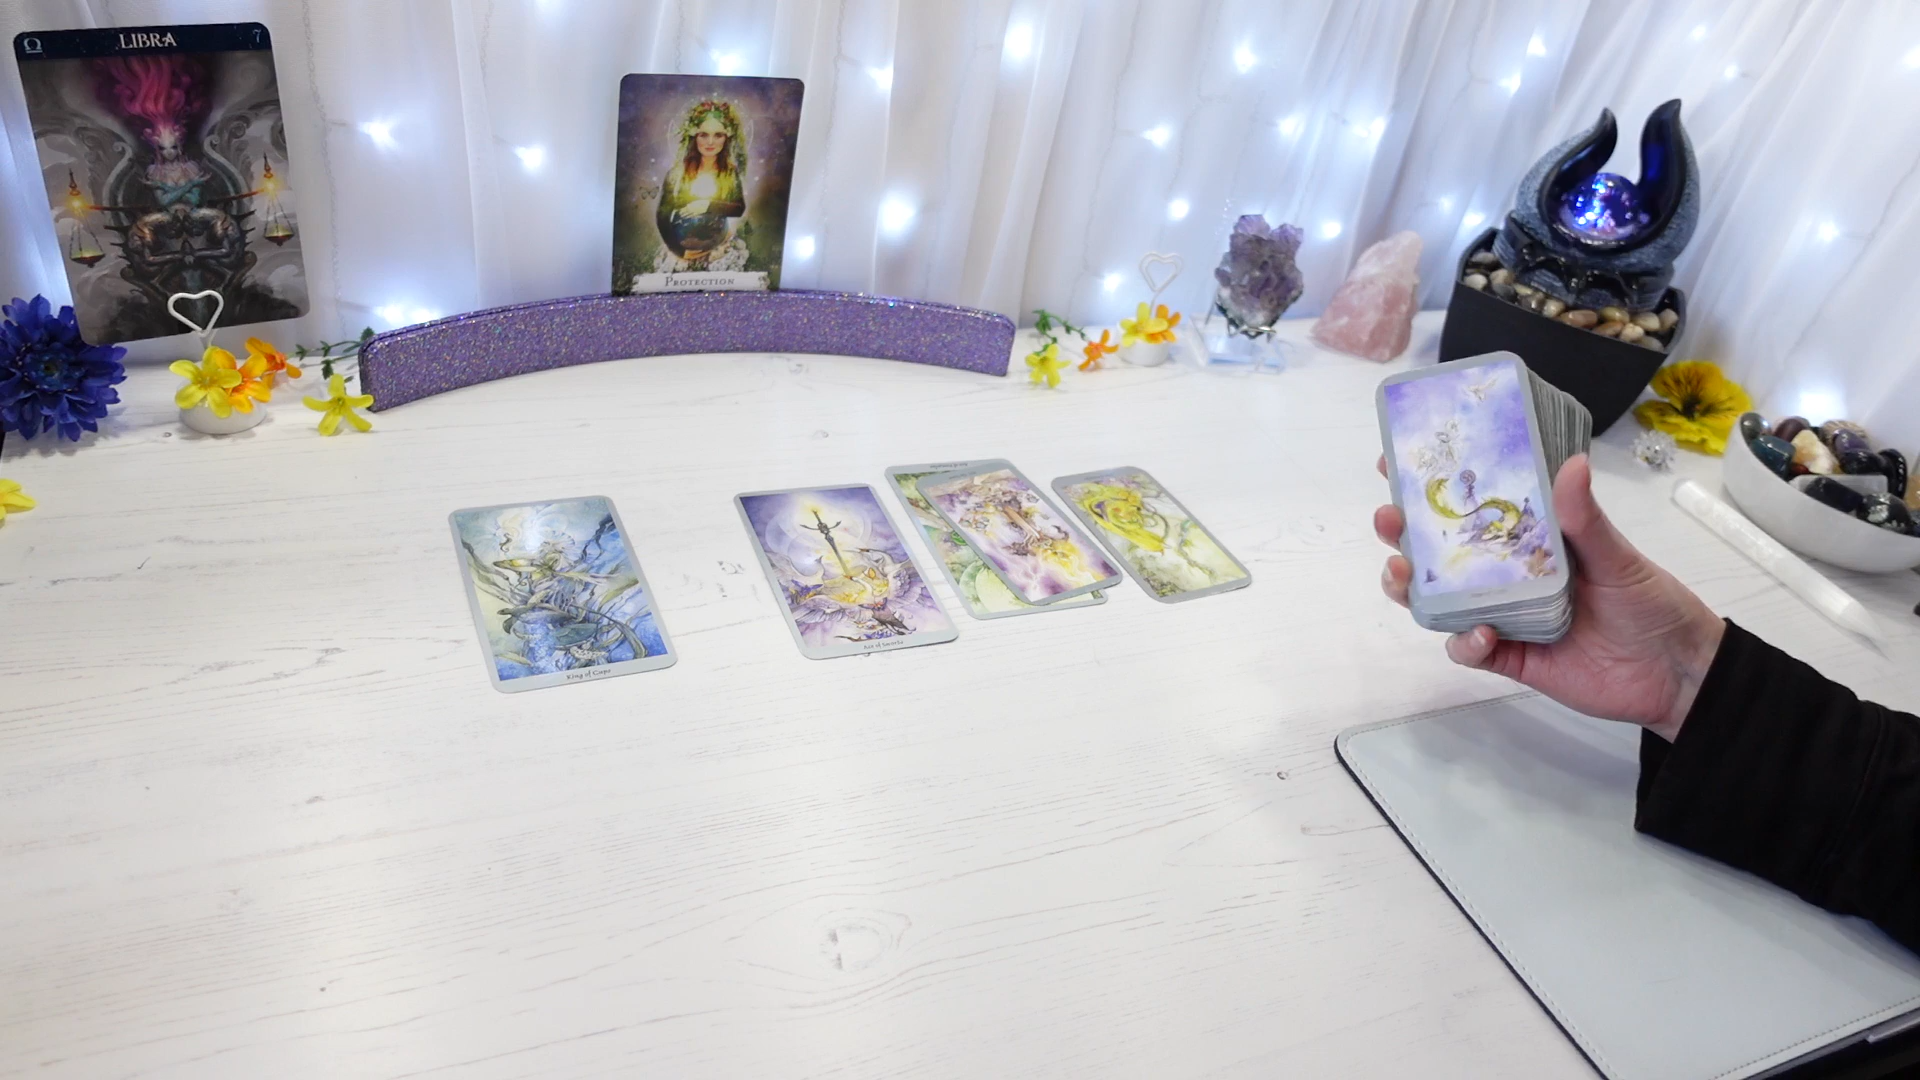 LIBRA
7
PROTECTION
King of Cups
Ace of Swords